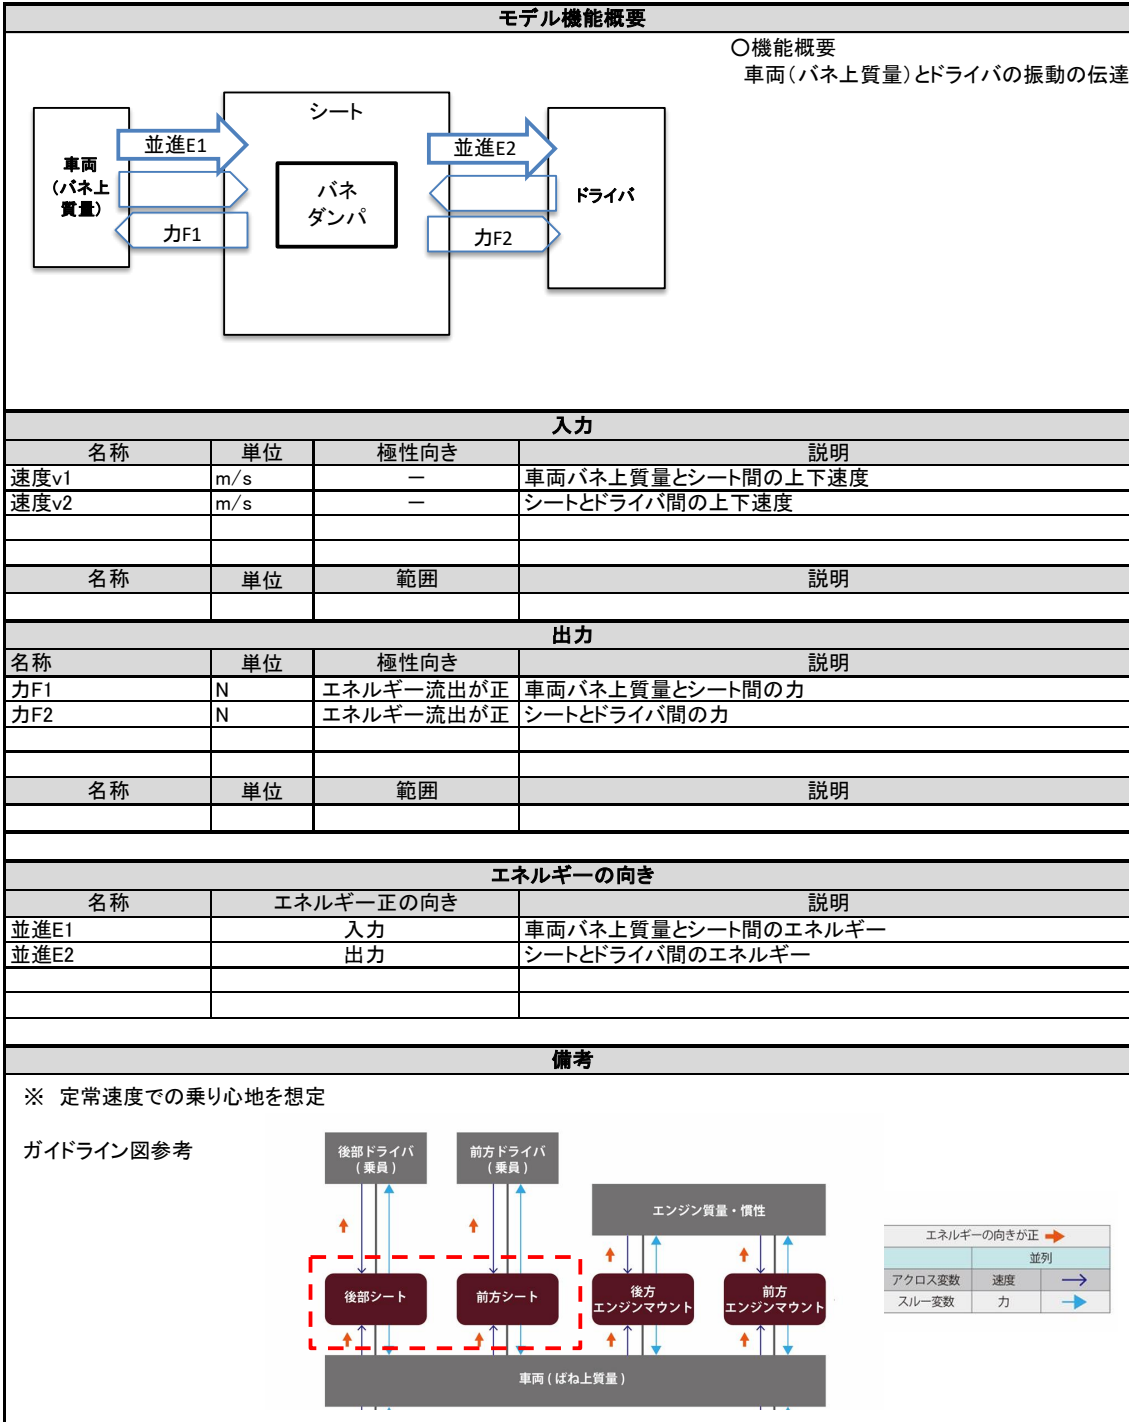 モデル機能概要
○機能概要
車両(バネ上質量)とドライバの振動の伝達
シート
車両
(バネ上
質量)
並進E1
力F1
バネ
ダンパ
並進E2
力F2
ドライバ
入力
名称 単位 極性向き 説明
速度v1 m/s ー 車両バネ上質量とシート間の上下速度
速度v2 m/s ー シートとドライバ間の上下速度
名称 単位 範囲 説明
出力
名称 単位 極性向き 説明
力F1 N エネルギー流出が正 車両バネ上質量とシート間の力
力F2 N エネルギー流出が正 シートとドライバ間の力
名称 単位 範囲 説明
エネルギーの向き
名称 エネルギー正の向き 説明
並進E1 入力 車両バネ上質量とシート間のエネルギー
並進E2 出力 シートとドライバ間のエネルギー
備考
※ 定常速度での乗り心地を想定
ガイドライン図参考
後部ドライバ
(乗員)
前方ドライバ
(乗員)
エンジン質量・慣性
後部シート
前方シート
後方
エンジンマウント
前方
エンジンマウント
車両(ばね上質量)
エネルギーの向きが正
並列
アクロス変数 速度
スルー変数 力